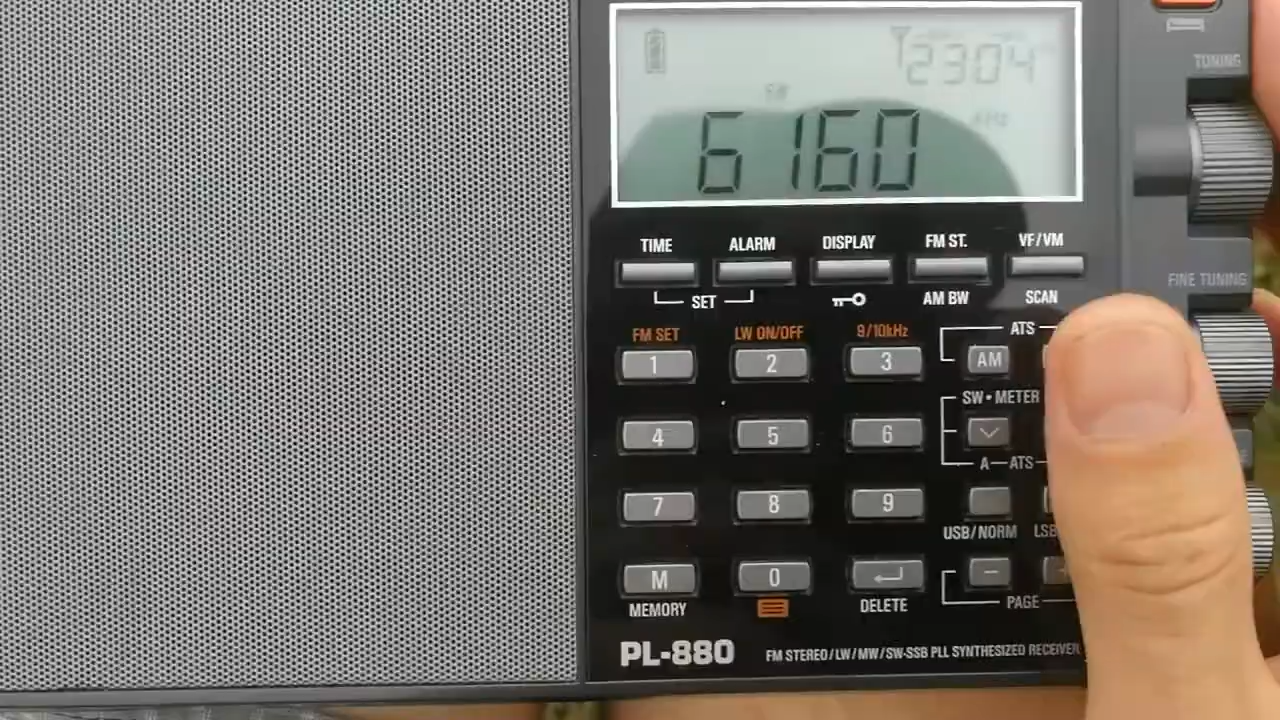 2304
6160
TUNING
TIME ALARM DISPLAY FM ST. VF/VM
SET AM BW SCAN
FINE TUNING
FM SET LW ON/OFF 9/10kHz ATS
1 2 3 AM
SW•METER
4 5 6
A—ATS
7 8 9
USB/NORM
M 0 −
MEMORY DELETE PAGE
PL-880 FM STEREO/LW/MW/SW-SSB PLL SYNTHESIZED RECEIVER